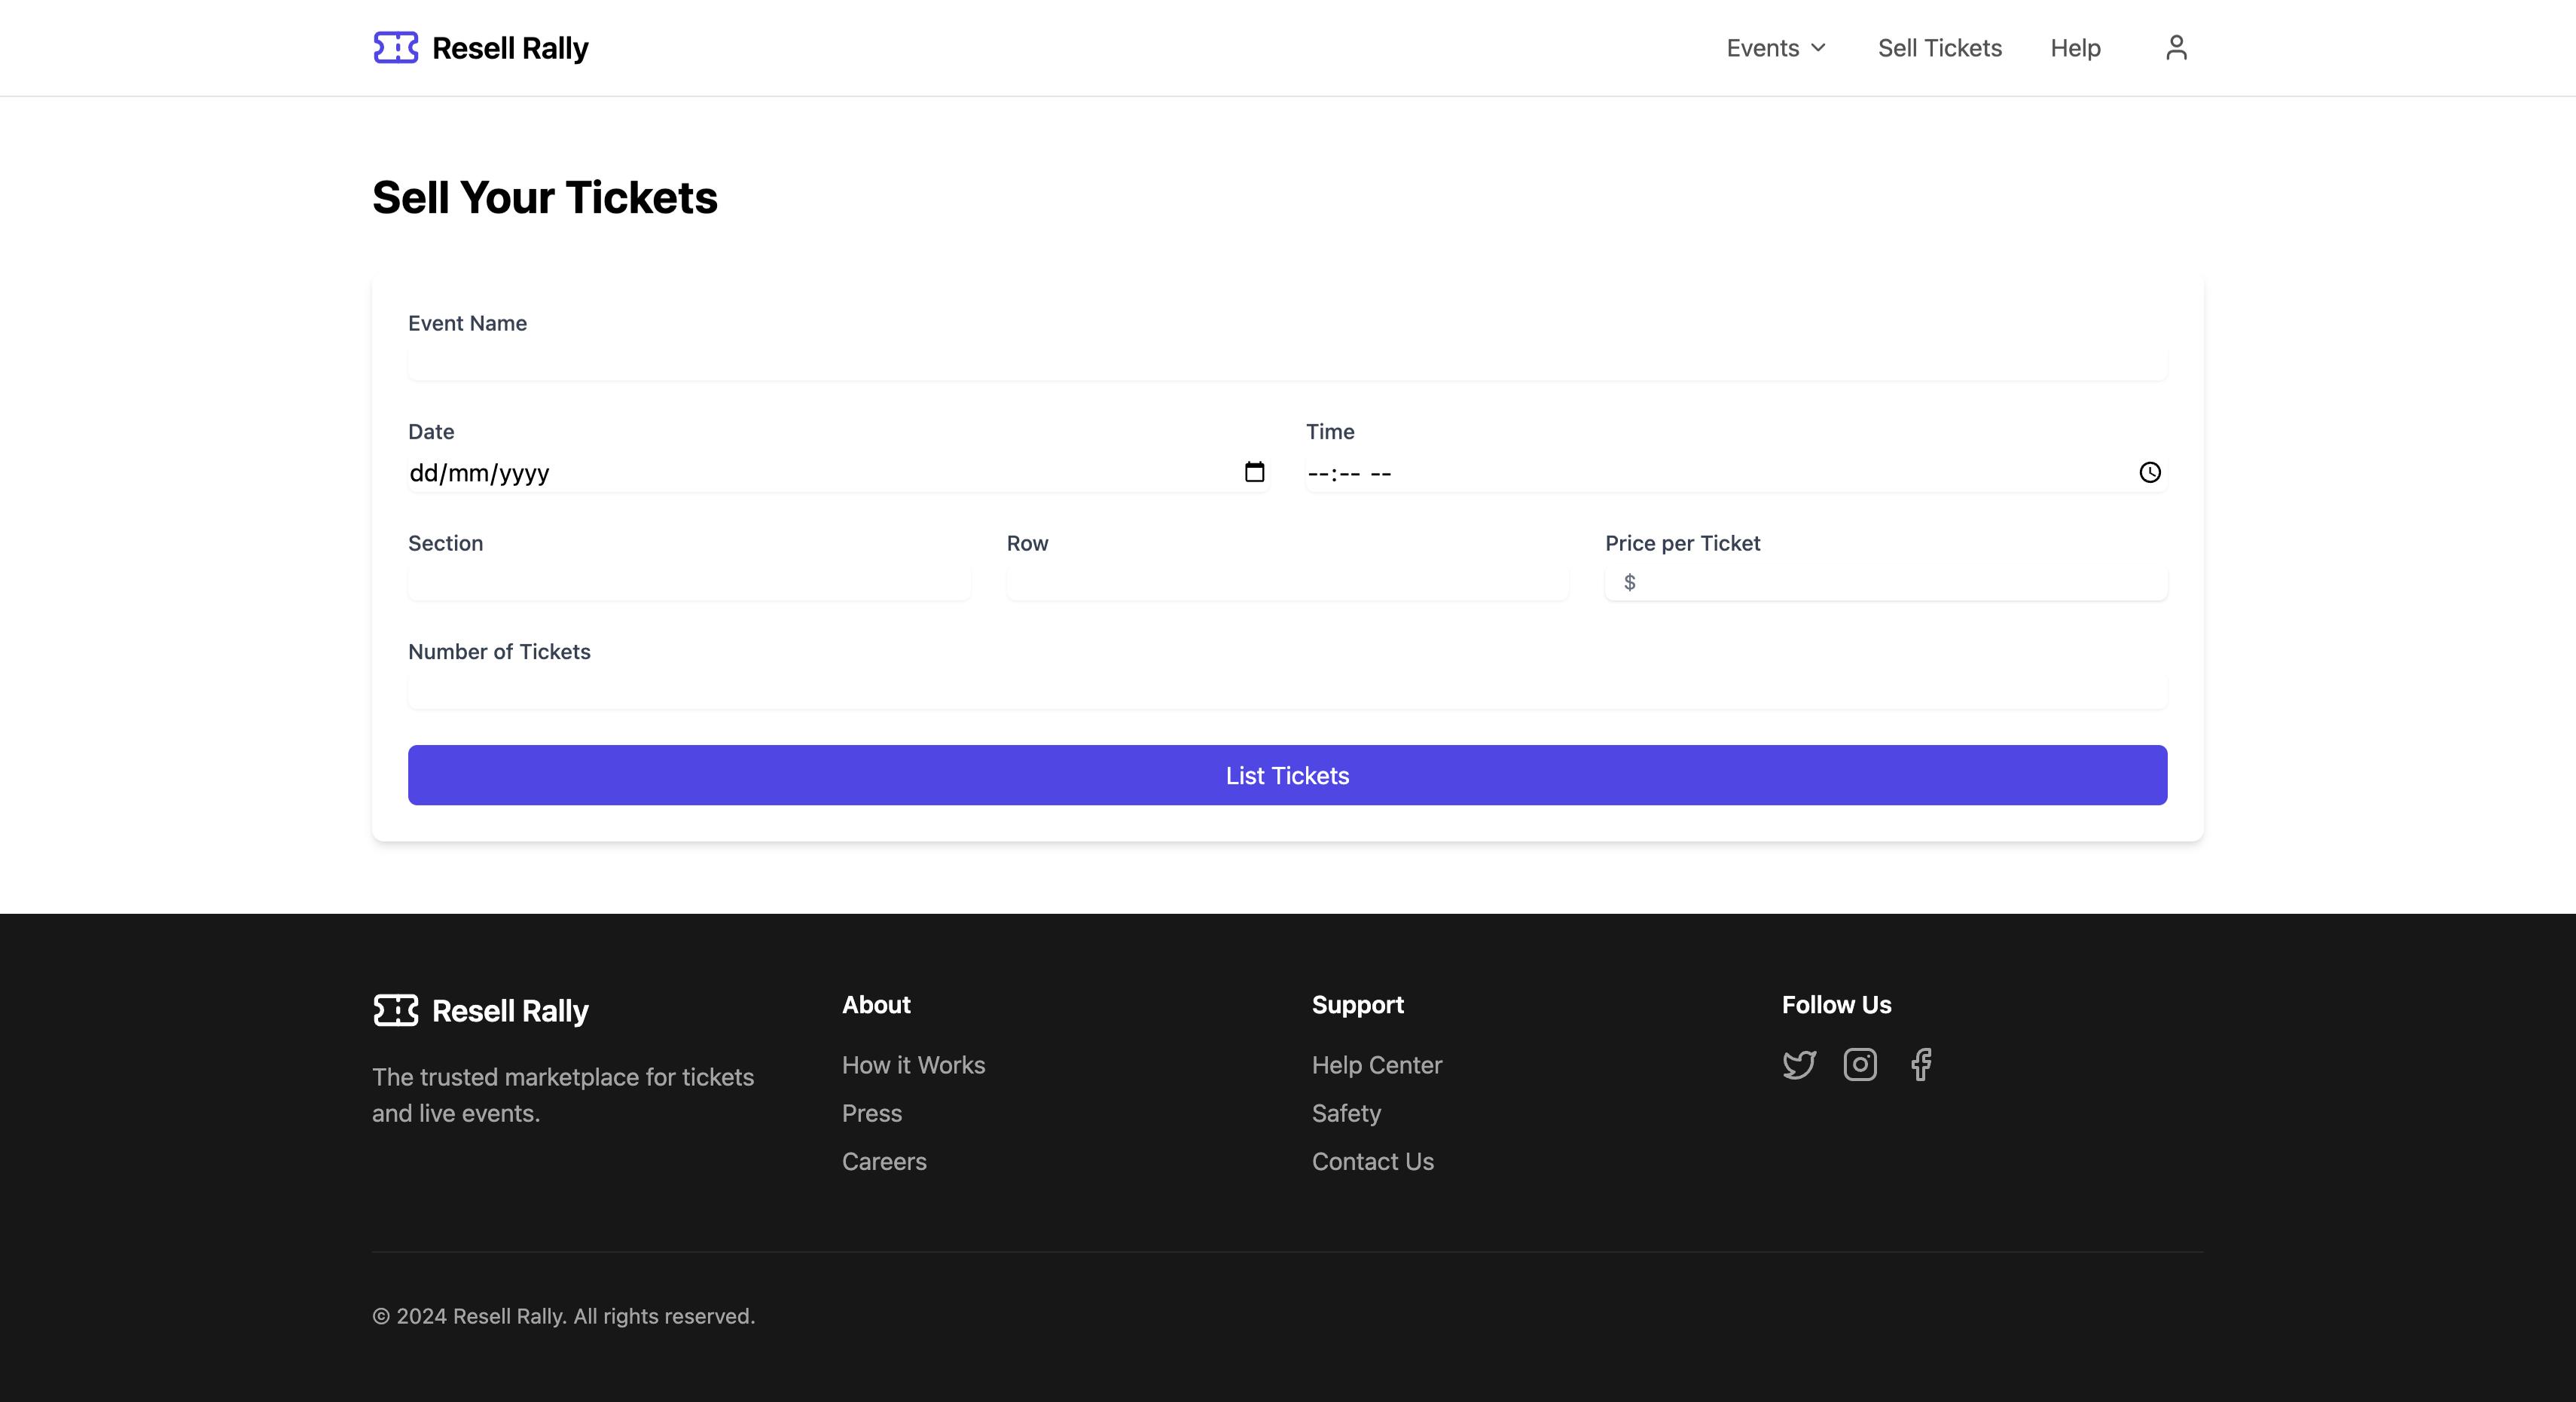 Resell Rally
Events
Sell Tickets
Help
Sell Your Tickets
Event Name
Date
Time
dd/mm/yyyy
--:-- --
Section
Row
Price per Ticket
$
Number of Tickets
List Tickets
Resell Rally
The trusted marketplace for tickets
and live events.
About
How it Works
Press
Careers
Support
Help Center
Safety
Contact Us
Follow Us
© 2024 Resell Rally. All rights reserved.